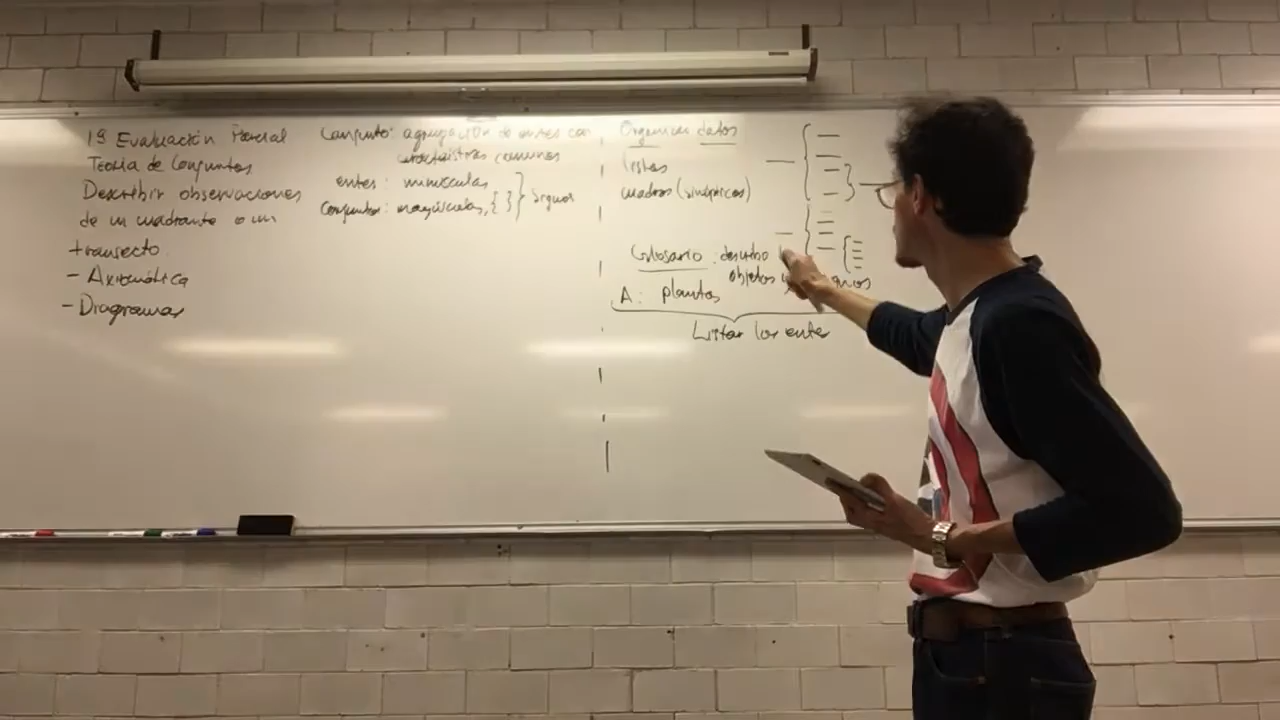 1ª Evaluación Parcial
Teoría de Conjuntos
Describir observaciones
de un cuadrante o un
transecto
- Axiomática
- Diagramas
Conjunto: agrupación de entes con
características comunes
entes: minúsculas
Conjuntos: mayúsculas, { } } signos
Organizar datos
listas
cuadros (sinópticos)
Glosario: describo
objetos
A: plantas
Listar los entes